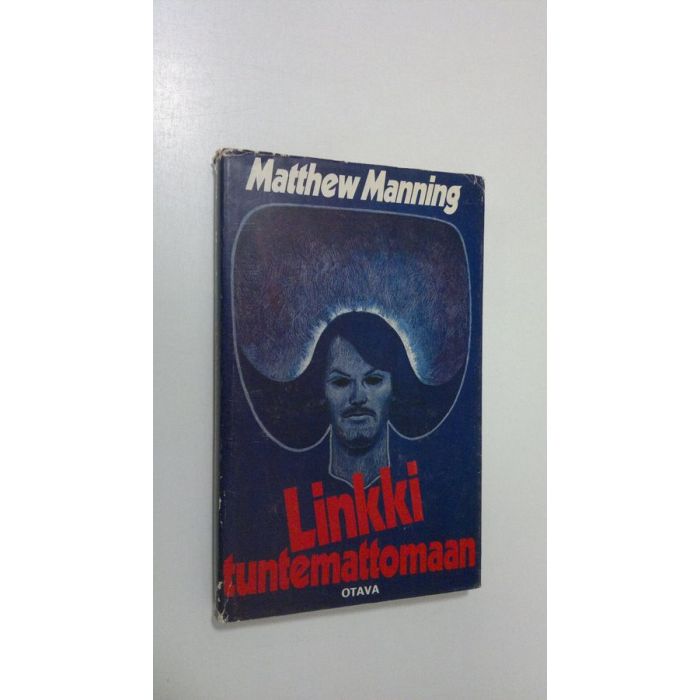 Matthew Manning
Linkki
tuntemattomaan
OTAVA